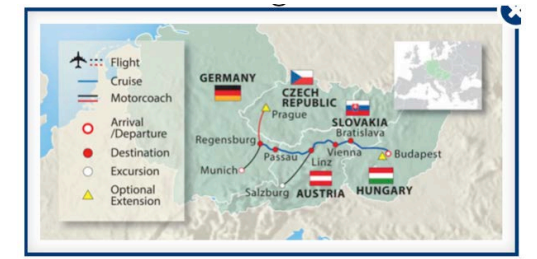 Flight
Cruise
Motorcoach
Arrival
/Departure
Destination
Excursion
Optional
Extension
GERMANY
CZECH
REPUBLIC
Prague
SLOVAKIA
Bratislava
Regensburg
Passau
Linz
Vienna
Budapest
Munich
Salzburg
AUSTRIA
HUNGARY